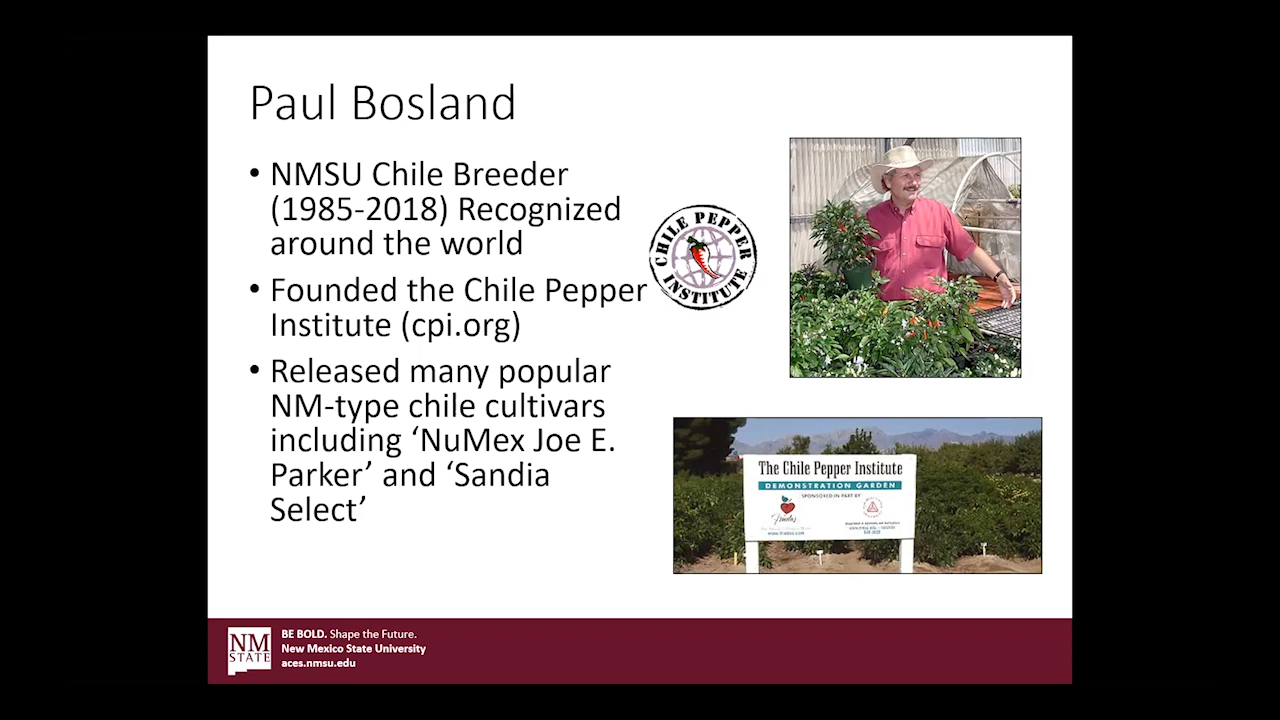 Paul Bosland
• NMSU Chile Breeder
(1985-2018) Recognized
around the world
• Founded the Chile Pepper
Institute (cpi.org)
• Released many popular
NM-type chile cultivars
including ‘NuMex Joe E.
Parker’ and ‘Sandia
Select’
CHILE PEPPER
INSTITUTE
The Chile Pepper Institute
DEMONSTRATION GARDEN
SPONSORED IN PART BY
NM
STATE
BE BOLD. Shape the Future.
New Mexico State University
aces.nmsu.edu